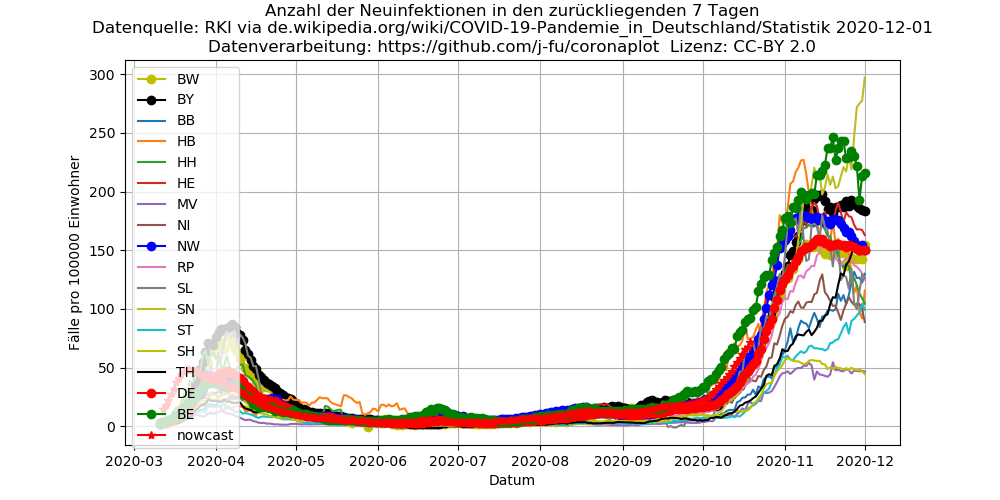 Anzahl der Neuinfektionen in den zurückliegenden 7 Tagen
Datenquelle: RKI via de.wikipedia.org/wiki/COVID-19-Pandemie_in_Deutschland/Statistik 2020-12-01
Datenverarbeitung: https://github.com/j-fu/coronaplot Lizenz: CC-BY 2.0
Fälle pro 100000 Einwohner
300
250
200
150
100
50
0
BW
BY
BB
HB
HH
HE
MV
NI
NW
RP
SL
SN
ST
SH
TH
DE
BE
nowcast
2020-03 2020-04 2020-05 2020-06 2020-07 2020-08 2020-09 2020-10 2020-11 2020-12
Datum